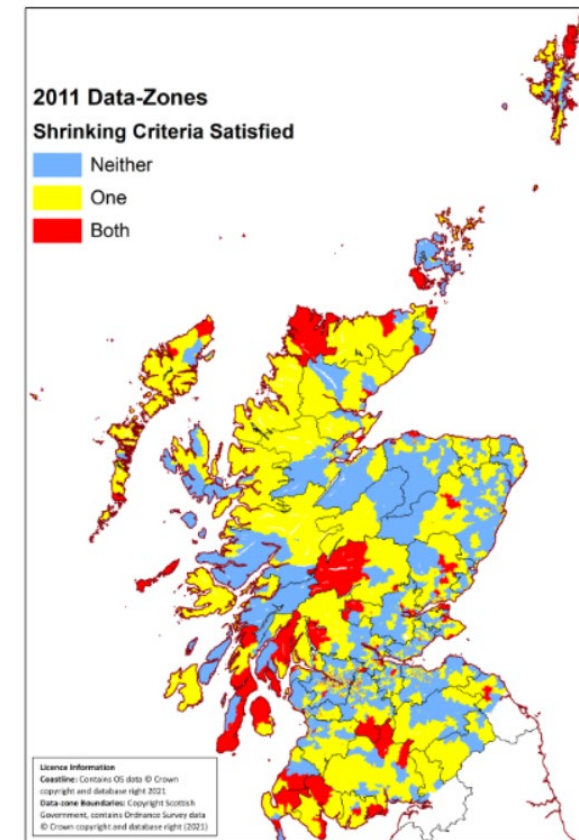 2011 Data-Zones
Shrinking Criteria Satisfied
Neither
One
Both
Licence Information
Coastline: Contains OS data © Crown
copyright and database right 2021
Data-zone Boundaries: Copyright Scottish
Government, contains Ordnance Survey data
© Crown copyright and database right (2021)